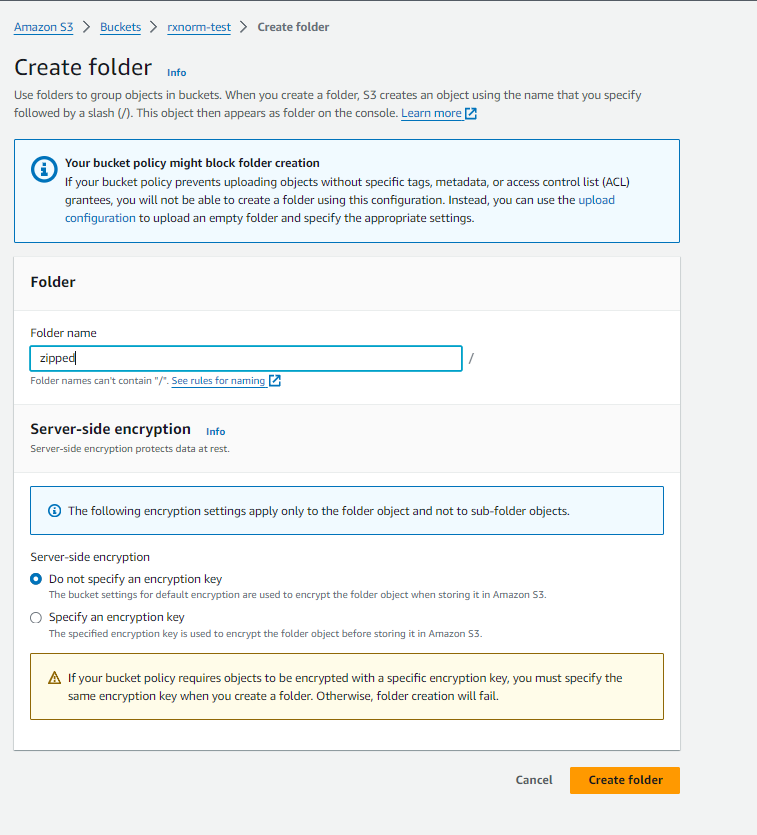 Amazon S3 > Buckets > rxnorm-test > Create folder
Create folder Info
Use folders to group objects in buckets. When you create a folder, S3 creates an object using the name that you specify
followed by a slash (/). This object then appears as folder on the console. Learn more
Your bucket policy might block folder creation
If your bucket policy prevents uploading objects without specific tags, metadata, or access control list (ACL)
grantees, you will not be able to create a folder using this configuration. Instead, you can use the upload
configuration to upload an empty folder and specify the appropriate settings.
Folder
Folder name
zipped /
Folder names can't contain "/". See rules for naming
Server-side encryption Info
Server-side encryption protects data at rest.
The following encryption settings apply only to the folder object and not to sub-folder objects.
Server-side encryption
Do not specify an encryption key
The bucket settings for default encryption are used to encrypt the folder object when storing it in Amazon S3.
Specify an encryption key
The specified encryption key is used to encrypt the folder object before storing it in Amazon S3.
If your bucket policy requires objects to be encrypted with a specific encryption key, you must specify the
same encryption key when you create a folder. Otherwise, folder creation will fail.
Cancel Create folder